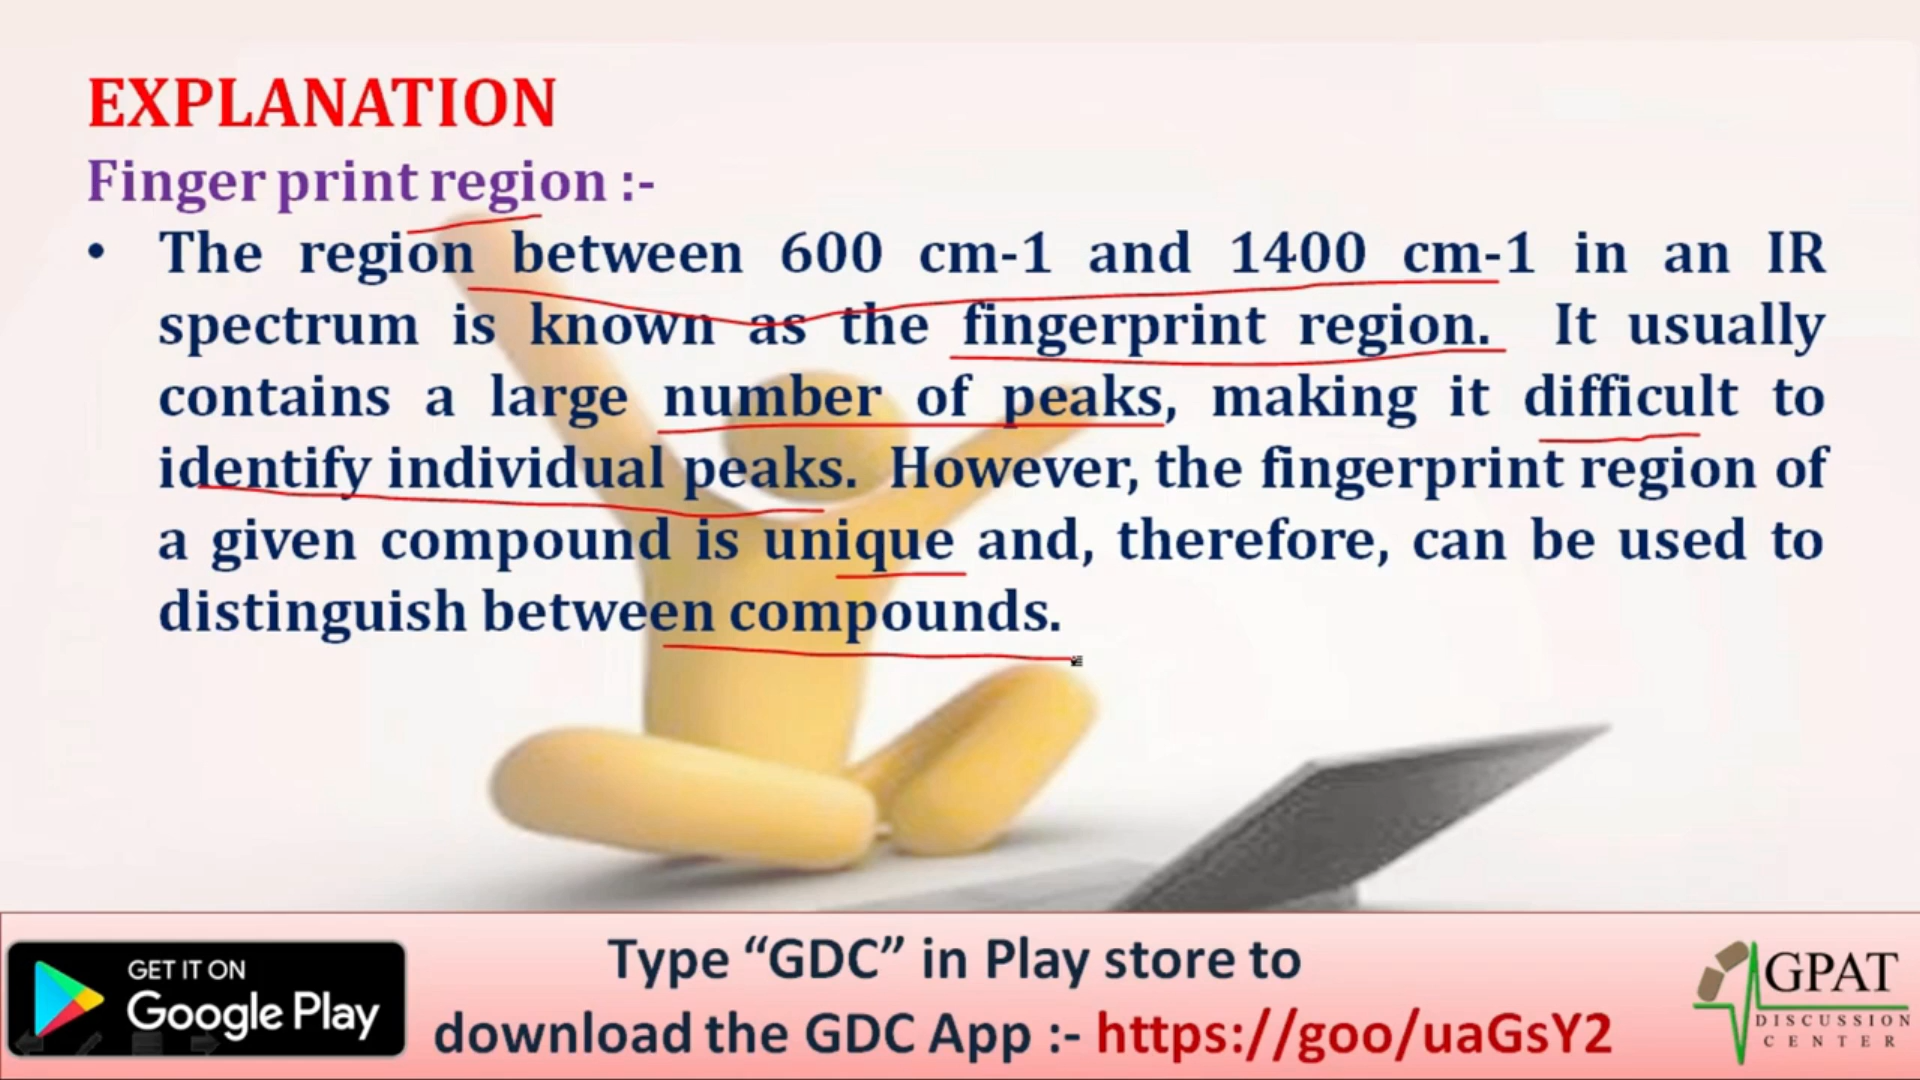 EXPLANATION
Finger print region :-
• The region between 600 cm-1 and 1400 cm-1 in an IR
spectrum is known as the fingerprint region. It usually
contains a large number of peaks, making it difficult to
identify individual peaks. However, the fingerprint region of
a given compound is unique and, therefore, can be used to
distinguish between compounds.
GET IT ON
Google Play
Type “GDC” in Play store to
download the GDC App :- https://goo/uaGsY2
GPAT
DISCUSSION
CENTER